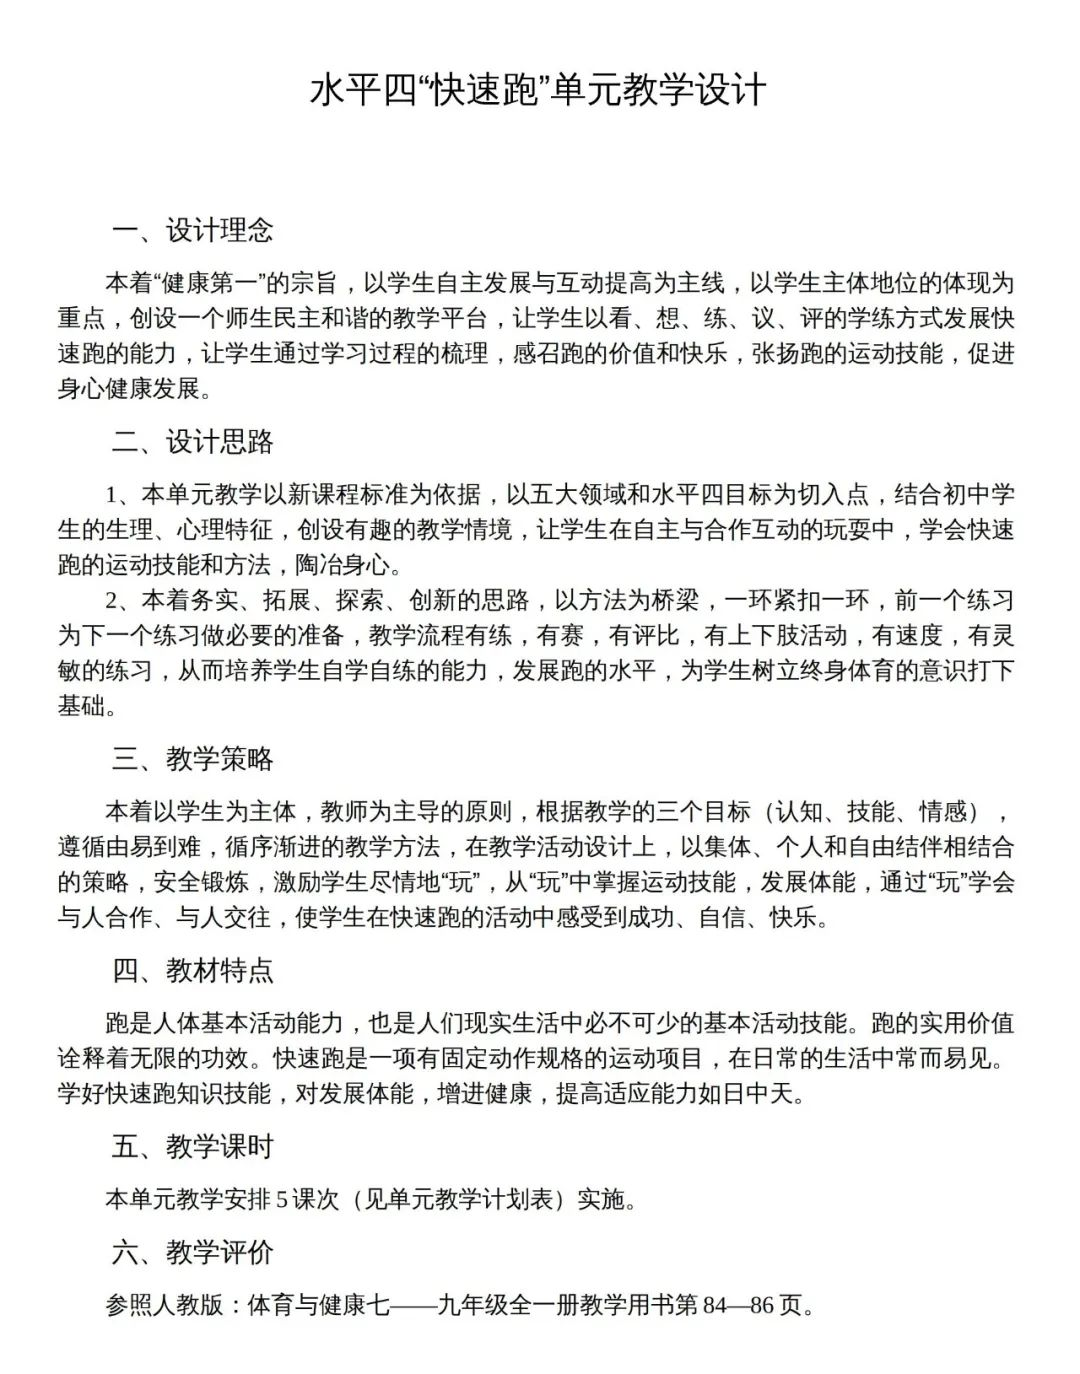 水平四“快速跑”单元教学设计
一、设计理念
本着“健康第一”的宗旨，以学生自主发展与互动提高为主线，以学生主体地位的体现为
重点，创设一个师生民主和谐的教学平台，让学生以看、想、练、议、评的学练方式发展快
速跑的能力，让学生通过学习过程的梳理，感召跑的价值和快乐，张扬跑的运动技能，促进
身心健康发展。
二、设计思路
1、本单元教学以新课程标准为依据，以五大领域和水平四目标为切入点，结合初中学
生的生理、心理特征，创设有趣的教学情境，让学生在自主与合作互动的玩耍中，学会快速
跑的运动技能和方法，陶冶身心。
2、本着务实、拓展、探索、创新的思路，以方法为桥梁，一环紧扣一环，前一个练习
为下一个练习做必要的准备，教学流程有练，有赛，有评比，有上下肢活动，有速度，有灵
敏的练习，从而培养学生自学自练的能力，发展跑的水平，为学生树立终身体育的意识打下
基础。
三、教学策略
本着以学生为主体，教师为主导的原则，根据教学的三个目标（认知、技能、情感），
遵循由易到难，循序渐进的教学方法，在教学活动设计上，以集体、个人和自由结伴相结合
的策略，安全锻炼，激励学生尽情地“玩”，从“玩”中掌握运动技能，发展体能，通过“玩”学会
与人合作、与人交往，使学生在快速跑的活动中感受到成功、自信、快乐。
四、教材特点
跑是人体基本活动能力，也是人们现实生活中必不可少的基本活动技能。跑的实用价值
诠释着无限的功效。快速跑是一项有固定动作规格的运动项目，在日常的生活中常而易见。
学好快速跑知识技能，对发展体能，增进健康，提高适应能力如日中天。
五、教学课时
本单元教学安排 5 课次（见单元教学计划表）实施。
六、教学评价
参照人教版：体育与健康七——九年级全一册教学用书第 84—86 页。